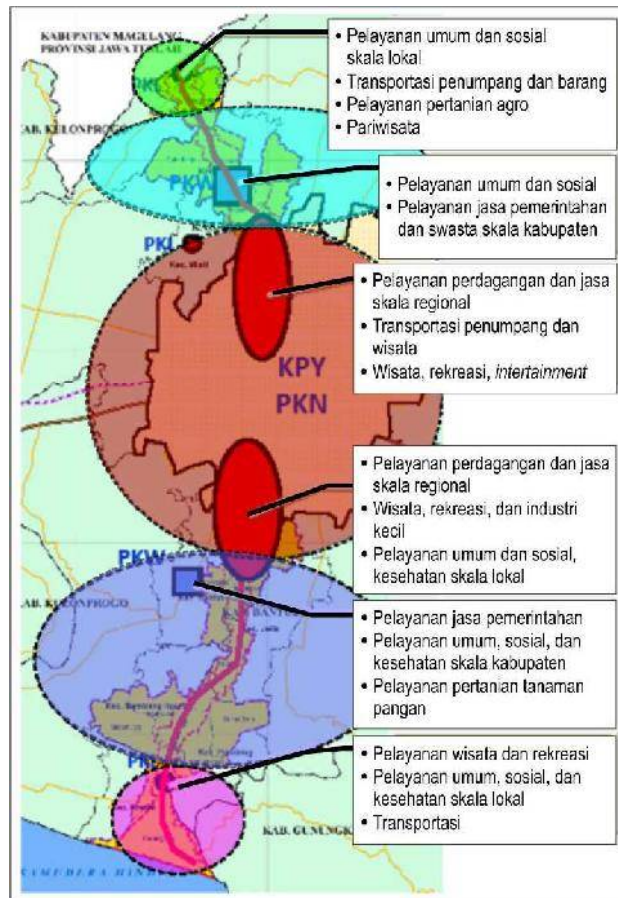 KABUPATEN MAGELANG
PROVINSI JAWA TENGAH
PKL
• Pelayanan umum dan sosial
skala lokal
• Transportasi penumpang dan barang
• Pelayanan pertanian agro
• Pariwisata
KAB. KULONPROGO
PKW
• Pelayanan umum dan sosial
• Pelayanan jasa pemerintahan
dan swasta skala kabupaten
PKL
• Pelayanan perdagangan dan jasa
skala regional
• Transportasi penumpang dan
wisata
• Wisata, rekreasi, intertainment
KPY
PKN
• Pelayanan perdagangan dan jasa
skala regional
• Wisata, rekreasi, dan industri
kecil
• Pelayanan umum dan sosial,
kesehatan skala lokal
PKW
KAB. KULONPROGO
• Pelayanan jasa pemerintahan
• Pelayanan umum, sosial, dan
kesehatan skala kabupaten
• Pelayanan pertanian tanaman
pangan
• Pelayanan wisata dan rekreasi
• Pelayanan umum, sosial, dan
kesehatan skala lokal
• Transportasi
KAB. GUNUNGK
SAMUDERA HINDI